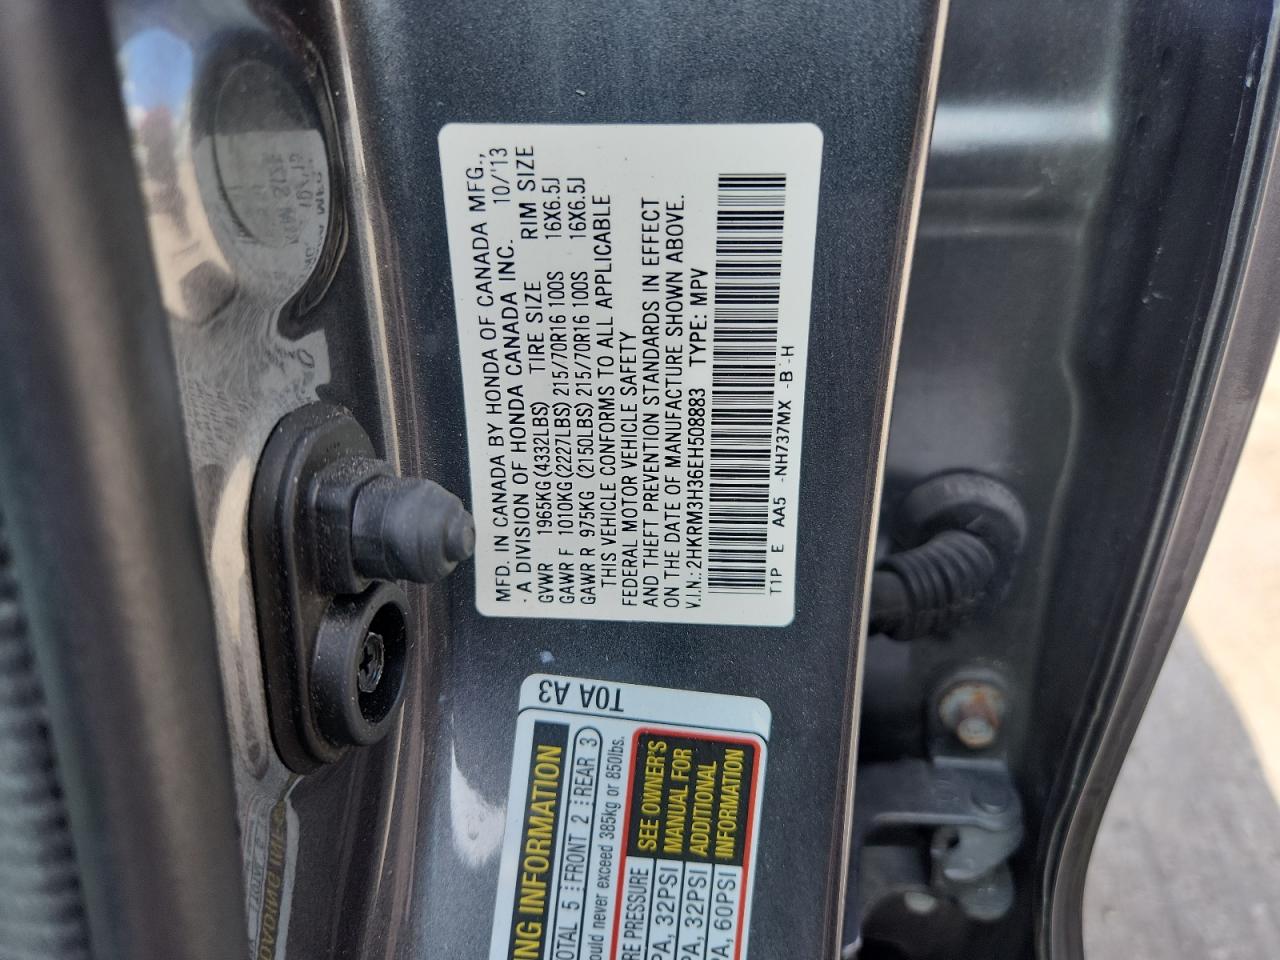 MFD. IN CANADA BY HONDA OF CANADA MFG.,
A DIVISION OF HONDA CANADA INC. 10/'13
GVWR 1965KG(4332LBS) TIRE SIZE RIM SIZE
GAWR F 1010KG(2227LBS) 215/70R16 100S 16X6.5J
GAWR R 975KG (2150LBS) 215/70R16 100S 16X6.5J
THIS VEHICLE CONFORMS TO ALL APPLICABLE
FEDERAL MOTOR VEHICLE SAFETY
AND THEFT PREVENTION STANDARDS IN EFFECT
ON THE DATE OF MANUFACTURE SHOWN ABOVE.
V.I.N.: 2HKRM3H36EH508883 TYPE: MPV
T1P E AA5 -NH737MX -B -H
T0A A3
ING INFORMATION
OTAL 5 FRONT 2 REAR 3
ould never exceed 385kg or 850lbs.
RE PRESSURE
PA, 32PSI
PA, 32PSI
PA, 60PSI
SEE OWNER'S
MANUAL FOR
ADDITIONAL
INFORMATION